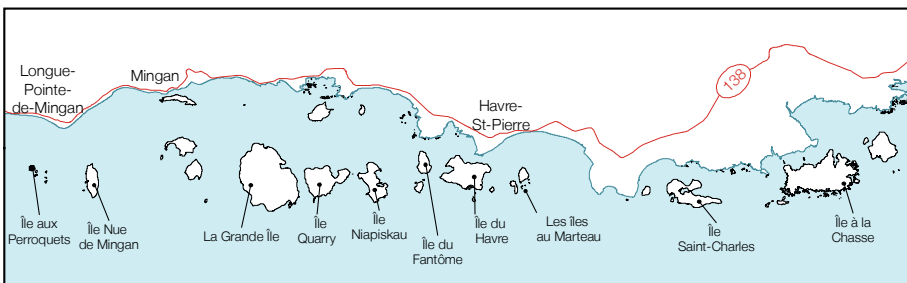 Longue-
Pointe-
de-Mingan
Mingan
138
Havre-
St-Pierre
Île aux
Perroquets
Île Nue
de Mingan
La Grande Île
Île
Quarry
Île
Niapiskau
Île du
Fantôme
Île du
Havre
Les îles
au Marteau
Île
Saint-Charles
Île à la
Chasse